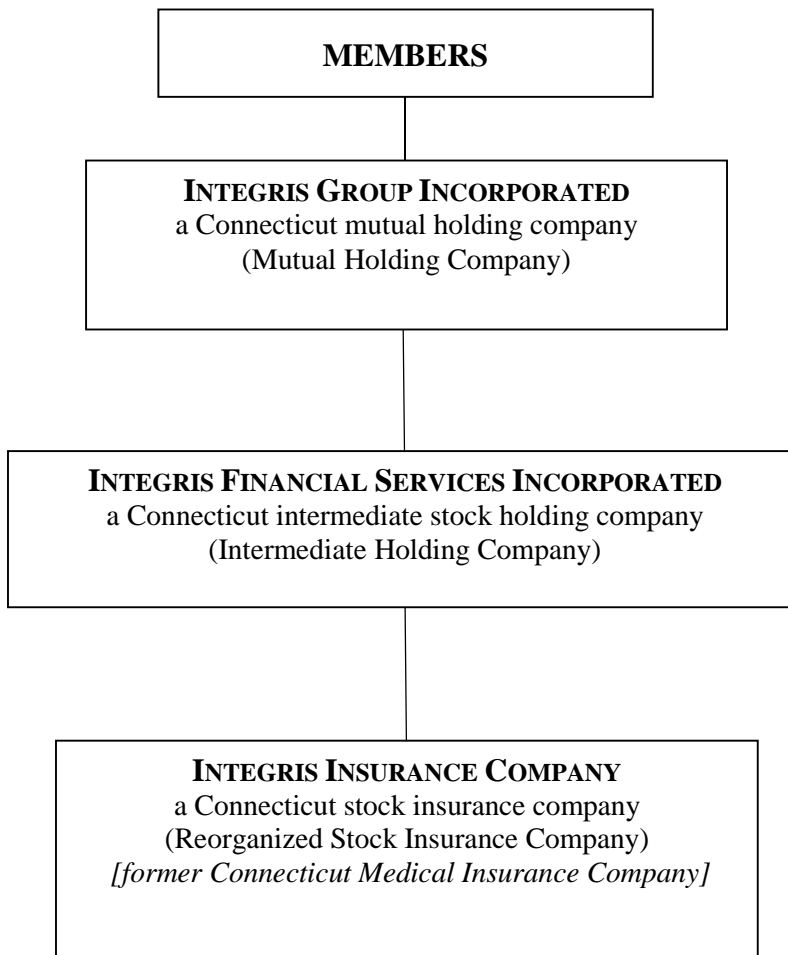 MEMBERS
INTEGRIS GROUP INCORPORATED
a Connecticut mutual holding company
(Mutual Holding Company)
INTEGRIS FINANCIAL SERVICES INCORPORATED
a Connecticut intermediate stock holding company
(Intermediate Holding Company)
INTEGRIS INSURANCE COMPANY
a Connecticut stock insurance company
(Reorganized Stock Insurance Company)
[former Connecticut Medical Insurance Company]